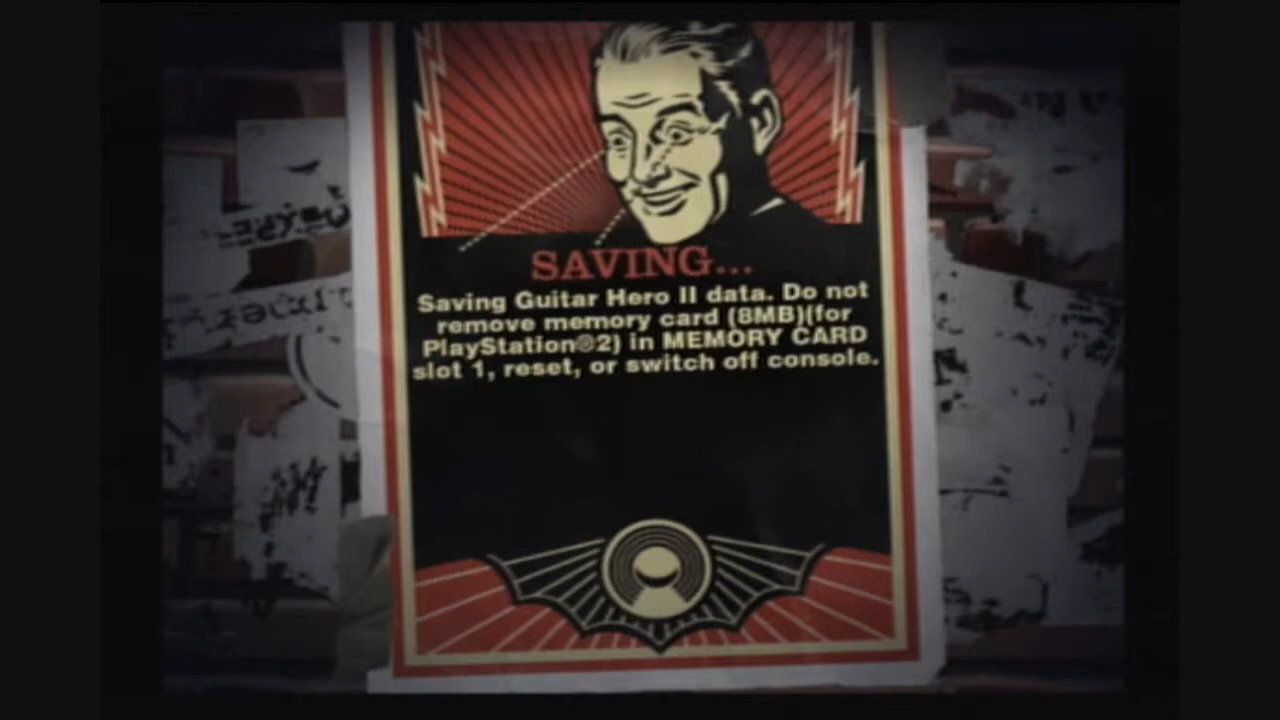 SAVING...
Saving Guitar Hero II data. Do not
remove memory card (8MB)(for
PlayStation®2) in MEMORY CARD
slot 1, reset, or switch off console.